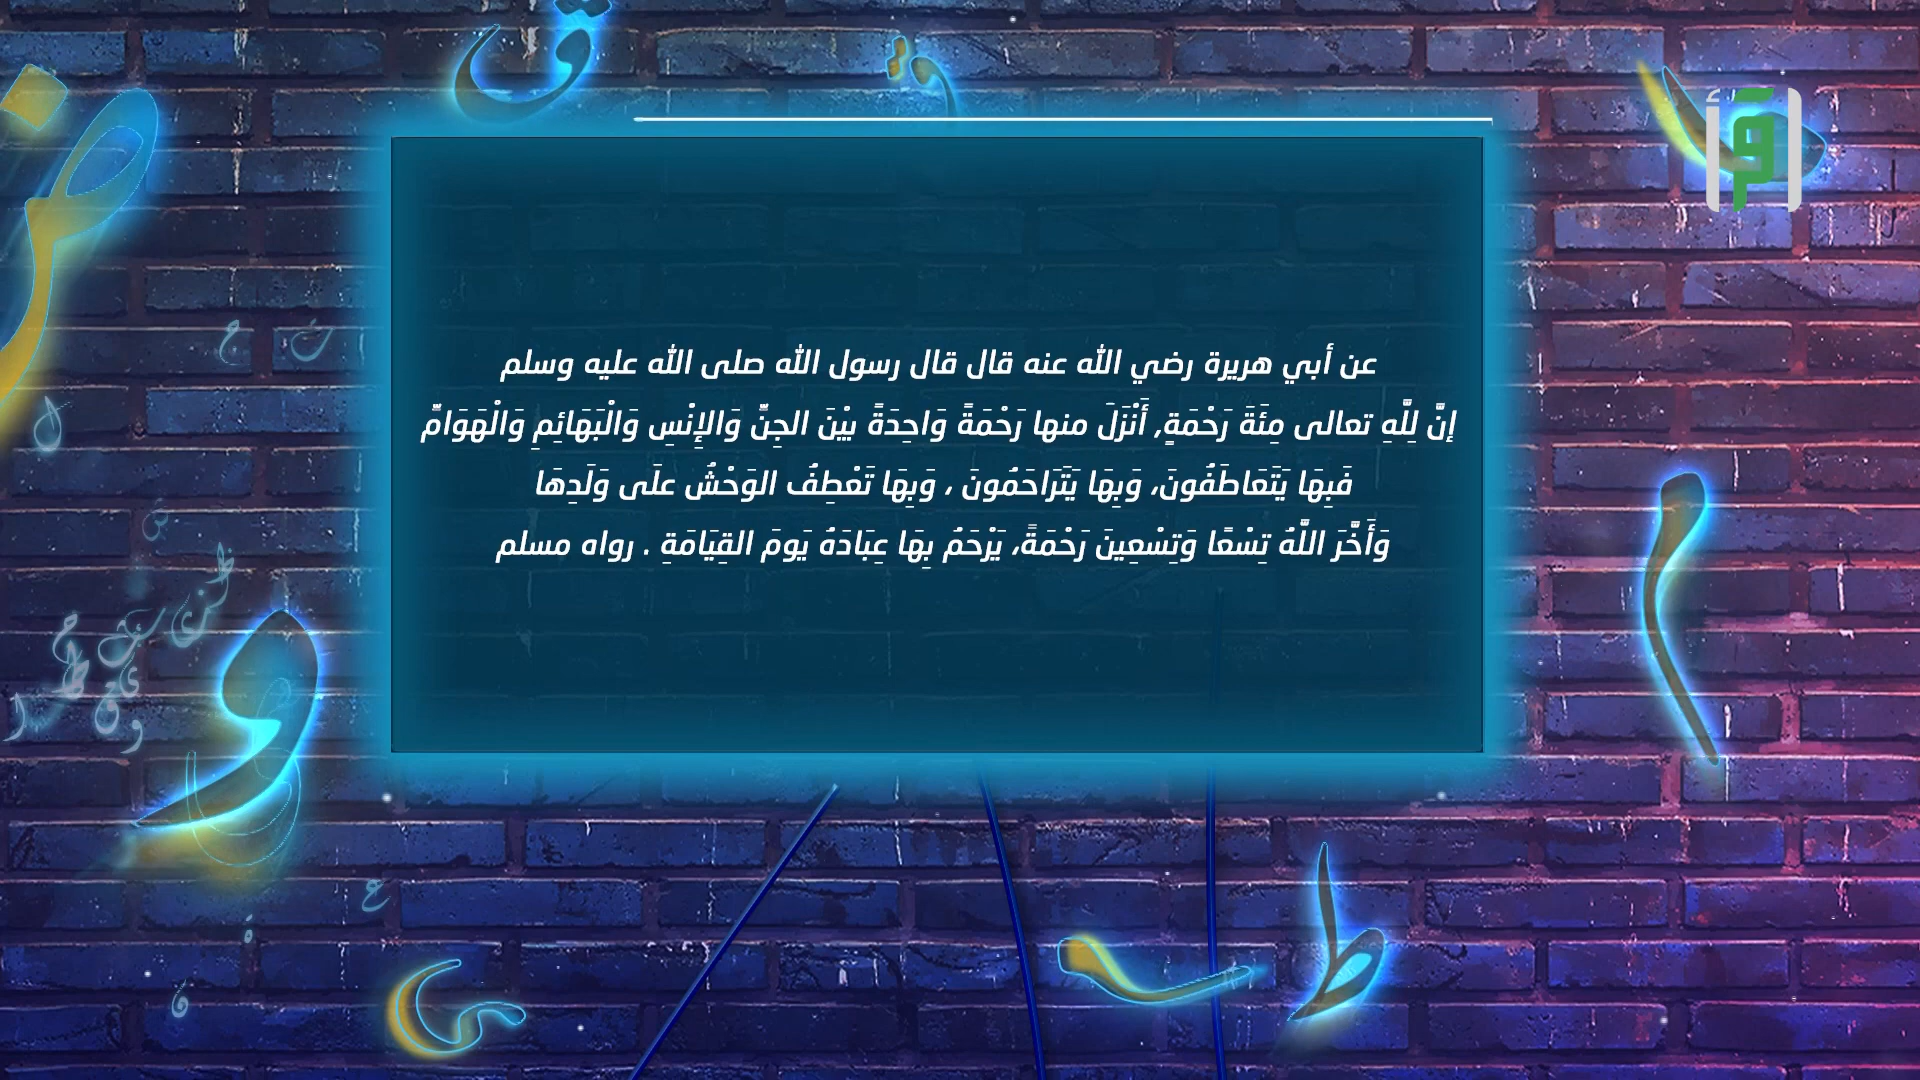 عن أبي هريرة رضي الله عنه قال قال رسول الله صلى الله عليه وسلم
إنَّ لِلَّهِ تعالى مِئَةَ رَحْمَةٍ, أَنْزَلَ منها رَحْمَةً وَاحِدَةً بيْنَ الجِنِّ وَالإِنْسِ وَالْبَهَائِمِ وَالْهَوَامِّ
فَبِهَا يَتَعَاطَفُونَ، وَبِهَا يَتَرَاحَمُونَ ، وَبِهَا تَعْطِفُ الوَحْشُ علَى وَلَدِهَا
وَأَخَّرَ اللَّهُ تِسْعًا وَتِسْعِينَ رَحْمَةً، يَرْحَمُ بِهَا عِبَادَهُ يَومَ القِيَامَةِ . رواه مسلم